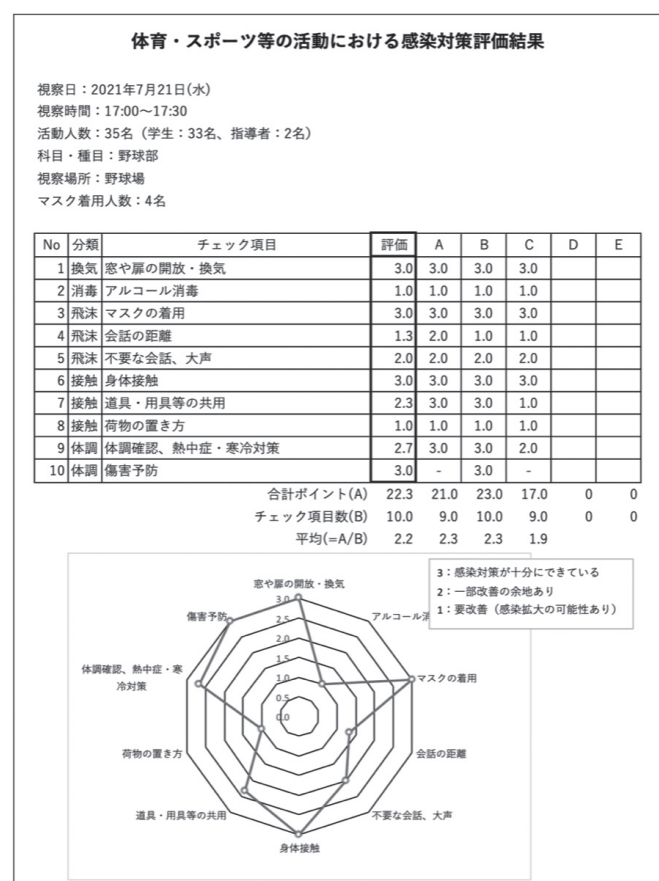 体育・スポーツ等の活動における感染対策評価結果
視察日：2021年7月21日(水)
視察時間：17:00～17:30
活動人数：35名（学生：33名、指導者：2名）
科目・種目：野球部
視察場所：野球場
マスク着用人数：4名
No 分類 チェック項目 評価 A B C D E
1 換気 窓や扉の開放・換気 3.0 3.0 3.0 3.0
2 消毒 アルコール消毒 1.0 1.0 1.0 1.0
3 飛沫 マスクの着用 3.0 3.0 3.0 3.0
4 飛沫 会話の距離 1.3 2.0 1.0 1.0
5 飛沫 不要な会話、大声 2.0 2.0 2.0 2.0
6 接触 身体接触 3.0 3.0 3.0 3.0
7 接触 道具・用具等の共用 2.3 3.0 3.0 1.0
8 接触 荷物の置き方 1.0 1.0 1.0 1.0
9 体調 体調確認、熱中症・寒冷対策 2.7 3.0 3.0 2.0
10 体調 傷害予防 3.0 - 3.0 -
合計ポイント(A) 22.3 21.0 23.0 17.0 0 0
チェック項目数(B) 10.0 9.0 10.0 9.0 0 0
平均(=A/B) 2.2 2.3 2.3 1.9
3：感染対策が十分にできている
2：一部改善の余地あり
1：要改善（感染拡大の可能性あり）
窓や扉の開放・換気
アルコール消
マスクの着用
会話の距離
不要な会話、大声
身体接触
道具・用具等の共用
荷物の置き方
体調確認、熱中症・寒
冷対策
傷害予防
3.0
2.5
2.0
1.5
1.0
0.5
0.0